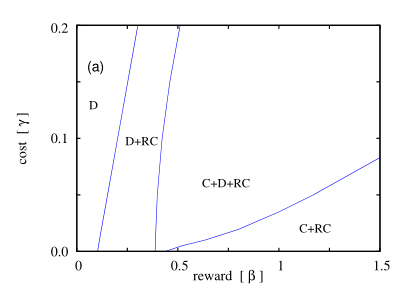 0.2
(a)
D
cost [ γ ]
0.1
D+RC
C+D+RC
C+RC
0.0
0 0.5 1 1.5
reward [ β ]